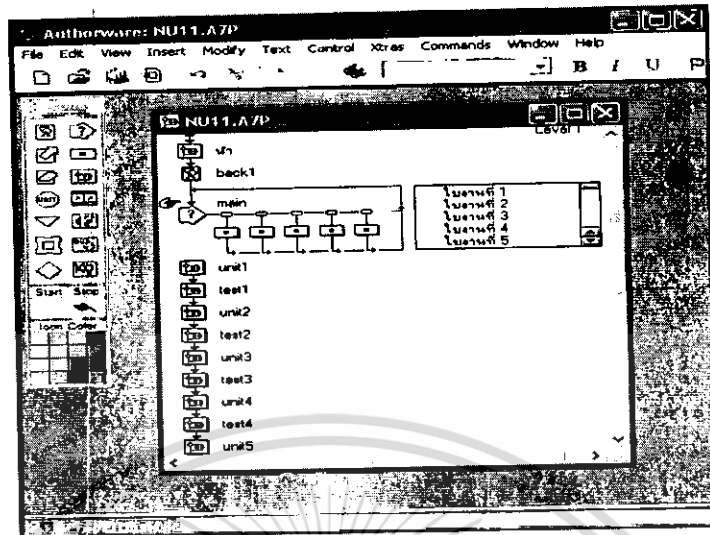 Authorware: NU11.A7P
File Edit View Insert Modify Text Control Xtras Commands Window Help
B I U P
NU11.A7P
Level 1
back1
main
ใบงานที่ 1
ใบงานที่ 2
ใบงานที่ 3
ใบงานที่ 4
ใบงานที่ 5
unit1
test1
unit2
test2
unit3
test3
unit4
test4
unit5
Start Stop
Icon Color